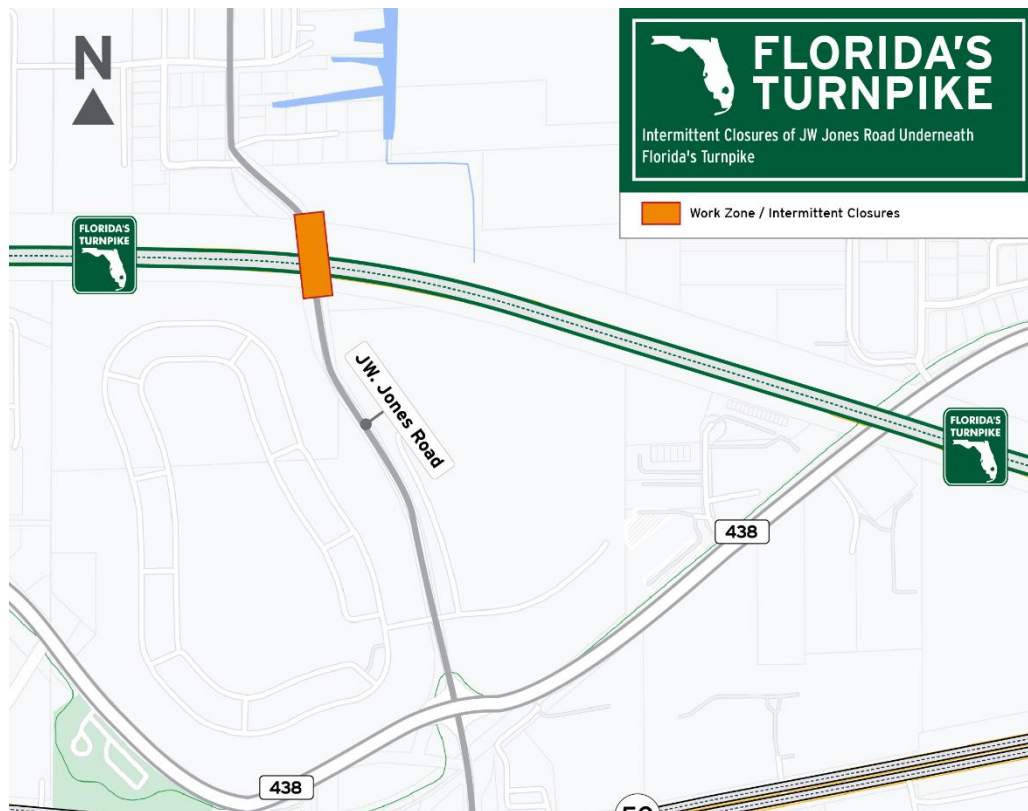 N
FLORIDA'S
TURNPIKE
Intermittent Closures of JW Jones Road Underneath
Florida's Turnpike
Work Zone / Intermittent Closures
FLORIDA'S
TURNPIKE
JW. Jones Road
FLORIDA'S
TURNPIKE
438
438
50